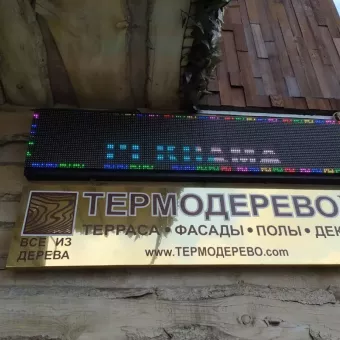 ТЕРМОДЕРЕВО
ТЕРРАСА • ФАСАДЫ • ПОЛЫ • ДЕК
ВСЕ ИЗ
ДЕРЕВА
www.ТЕРМОДЕРЕВО.com